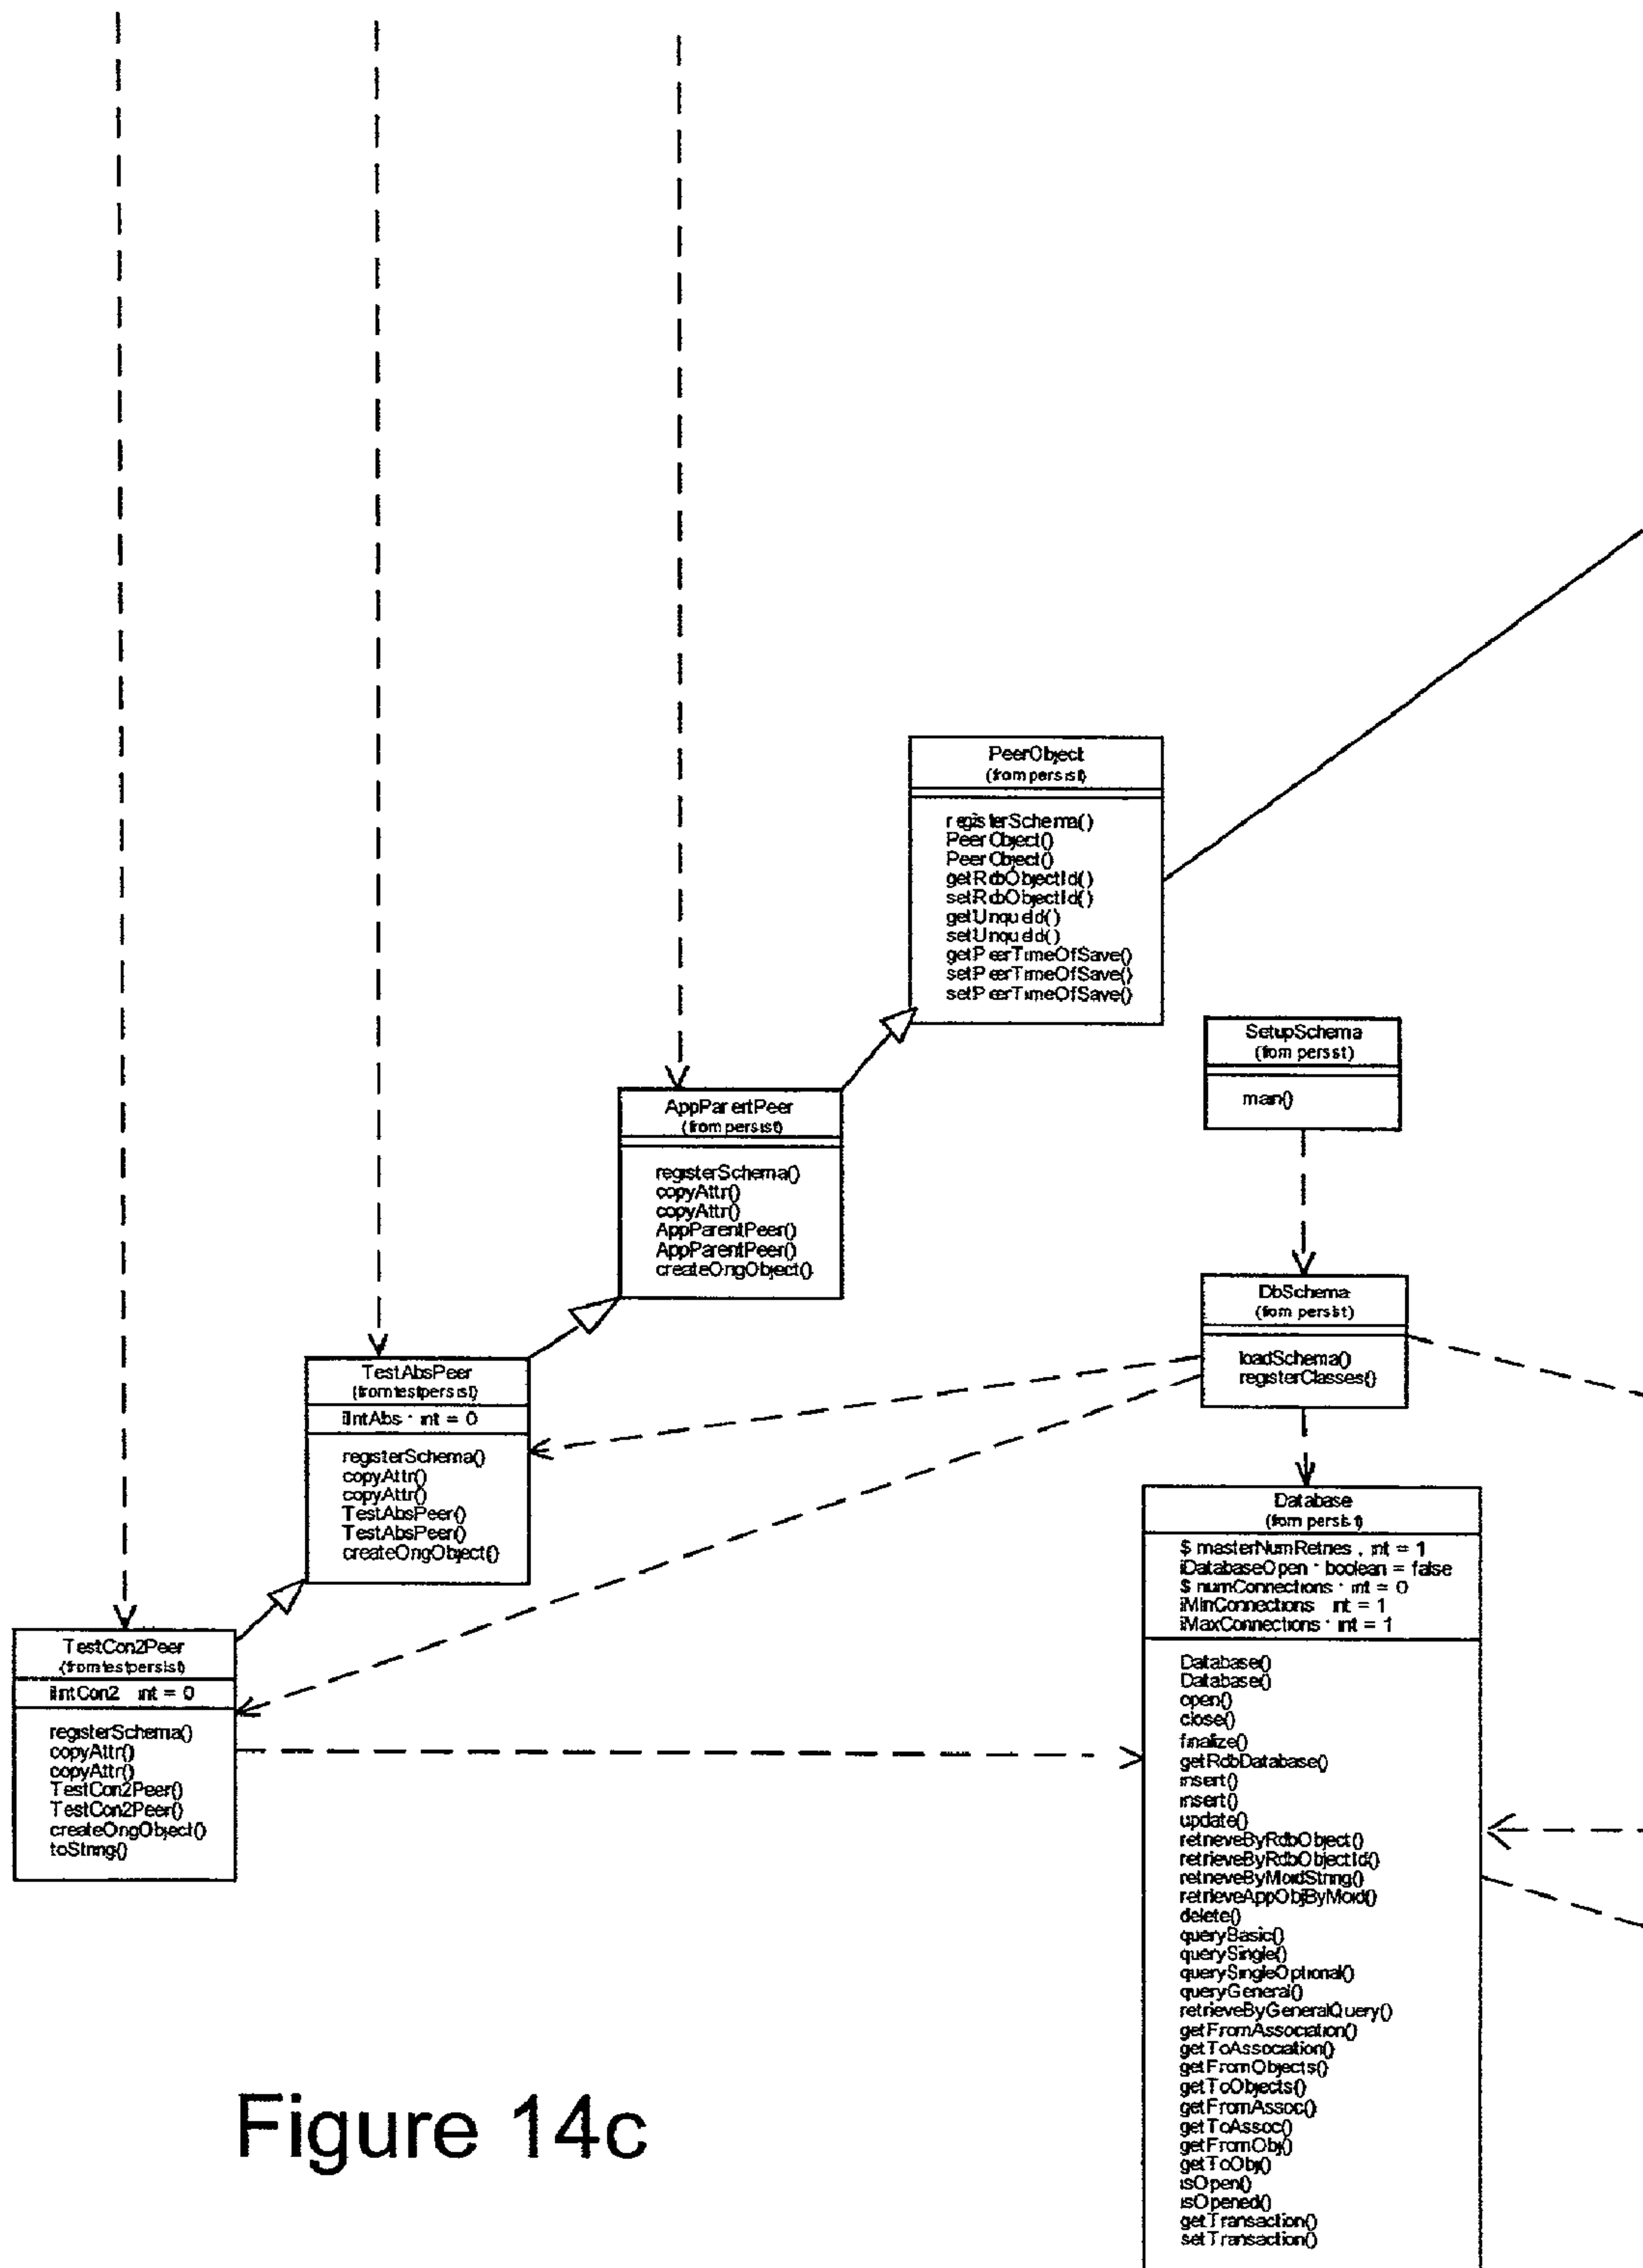 PeerObject
(from persist)
registerSchema()
PeerObject()
PeerObject()
getRdbObjectId()
setRdbObjectId()
getUniqueId()
setUniqueId()
getPeerTimeOfSave()
setPeerTimeOfSave()
setPeerTimeOfSave()
SetupSchema
(from persist)
main()
AppParentPeer
(from persist)
registerSchema()
copyAttr()
copyAttr()
AppParentPeer()
AppParentPeer()
createOrigObject()
DbSchema
(from persist)
loadSchema()
registerClasses()
TestAbsPeer
(from testpersist)
iIntAbs : int = 0
registerSchema()
copyAttr()
copyAttr()
TestAbsPeer()
TestAbsPeer()
createOrigObject()
Database
(from persist)
$ masterNumRetries : int = 1
iDatabaseOpen : boolean = false
$ numConnections : int = 0
iMinConnections : int = 1
iMaxConnections : int = 1
Database()
Database()
open()
close()
finalize()
getRdbDatabase()
insert()
insert()
update()
retrieveByRdbObject()
retrieveByRdbObjectId()
retrieveByMoidString()
retrieveAppObjByMoid()
delete()
queryBasic()
querySingle()
querySingleOptional()
queryGeneral()
retrieveByGeneralQuery()
getFromAssociation()
getToAssociation()
getFromObjects()
getToObjects()
getFromAssoc()
getToAssoc()
getFromObj()
getToObj()
isOpen()
isOpened()
getTransaction()
setTransaction()
TestCon2Peer
(from testpersist)
iIntCon2 : int = 0
registerSchema()
copyAttr()
copyAttr()
TestCon2Peer()
TestCon2Peer()
createOrigObject()
toString()
Figure 14c